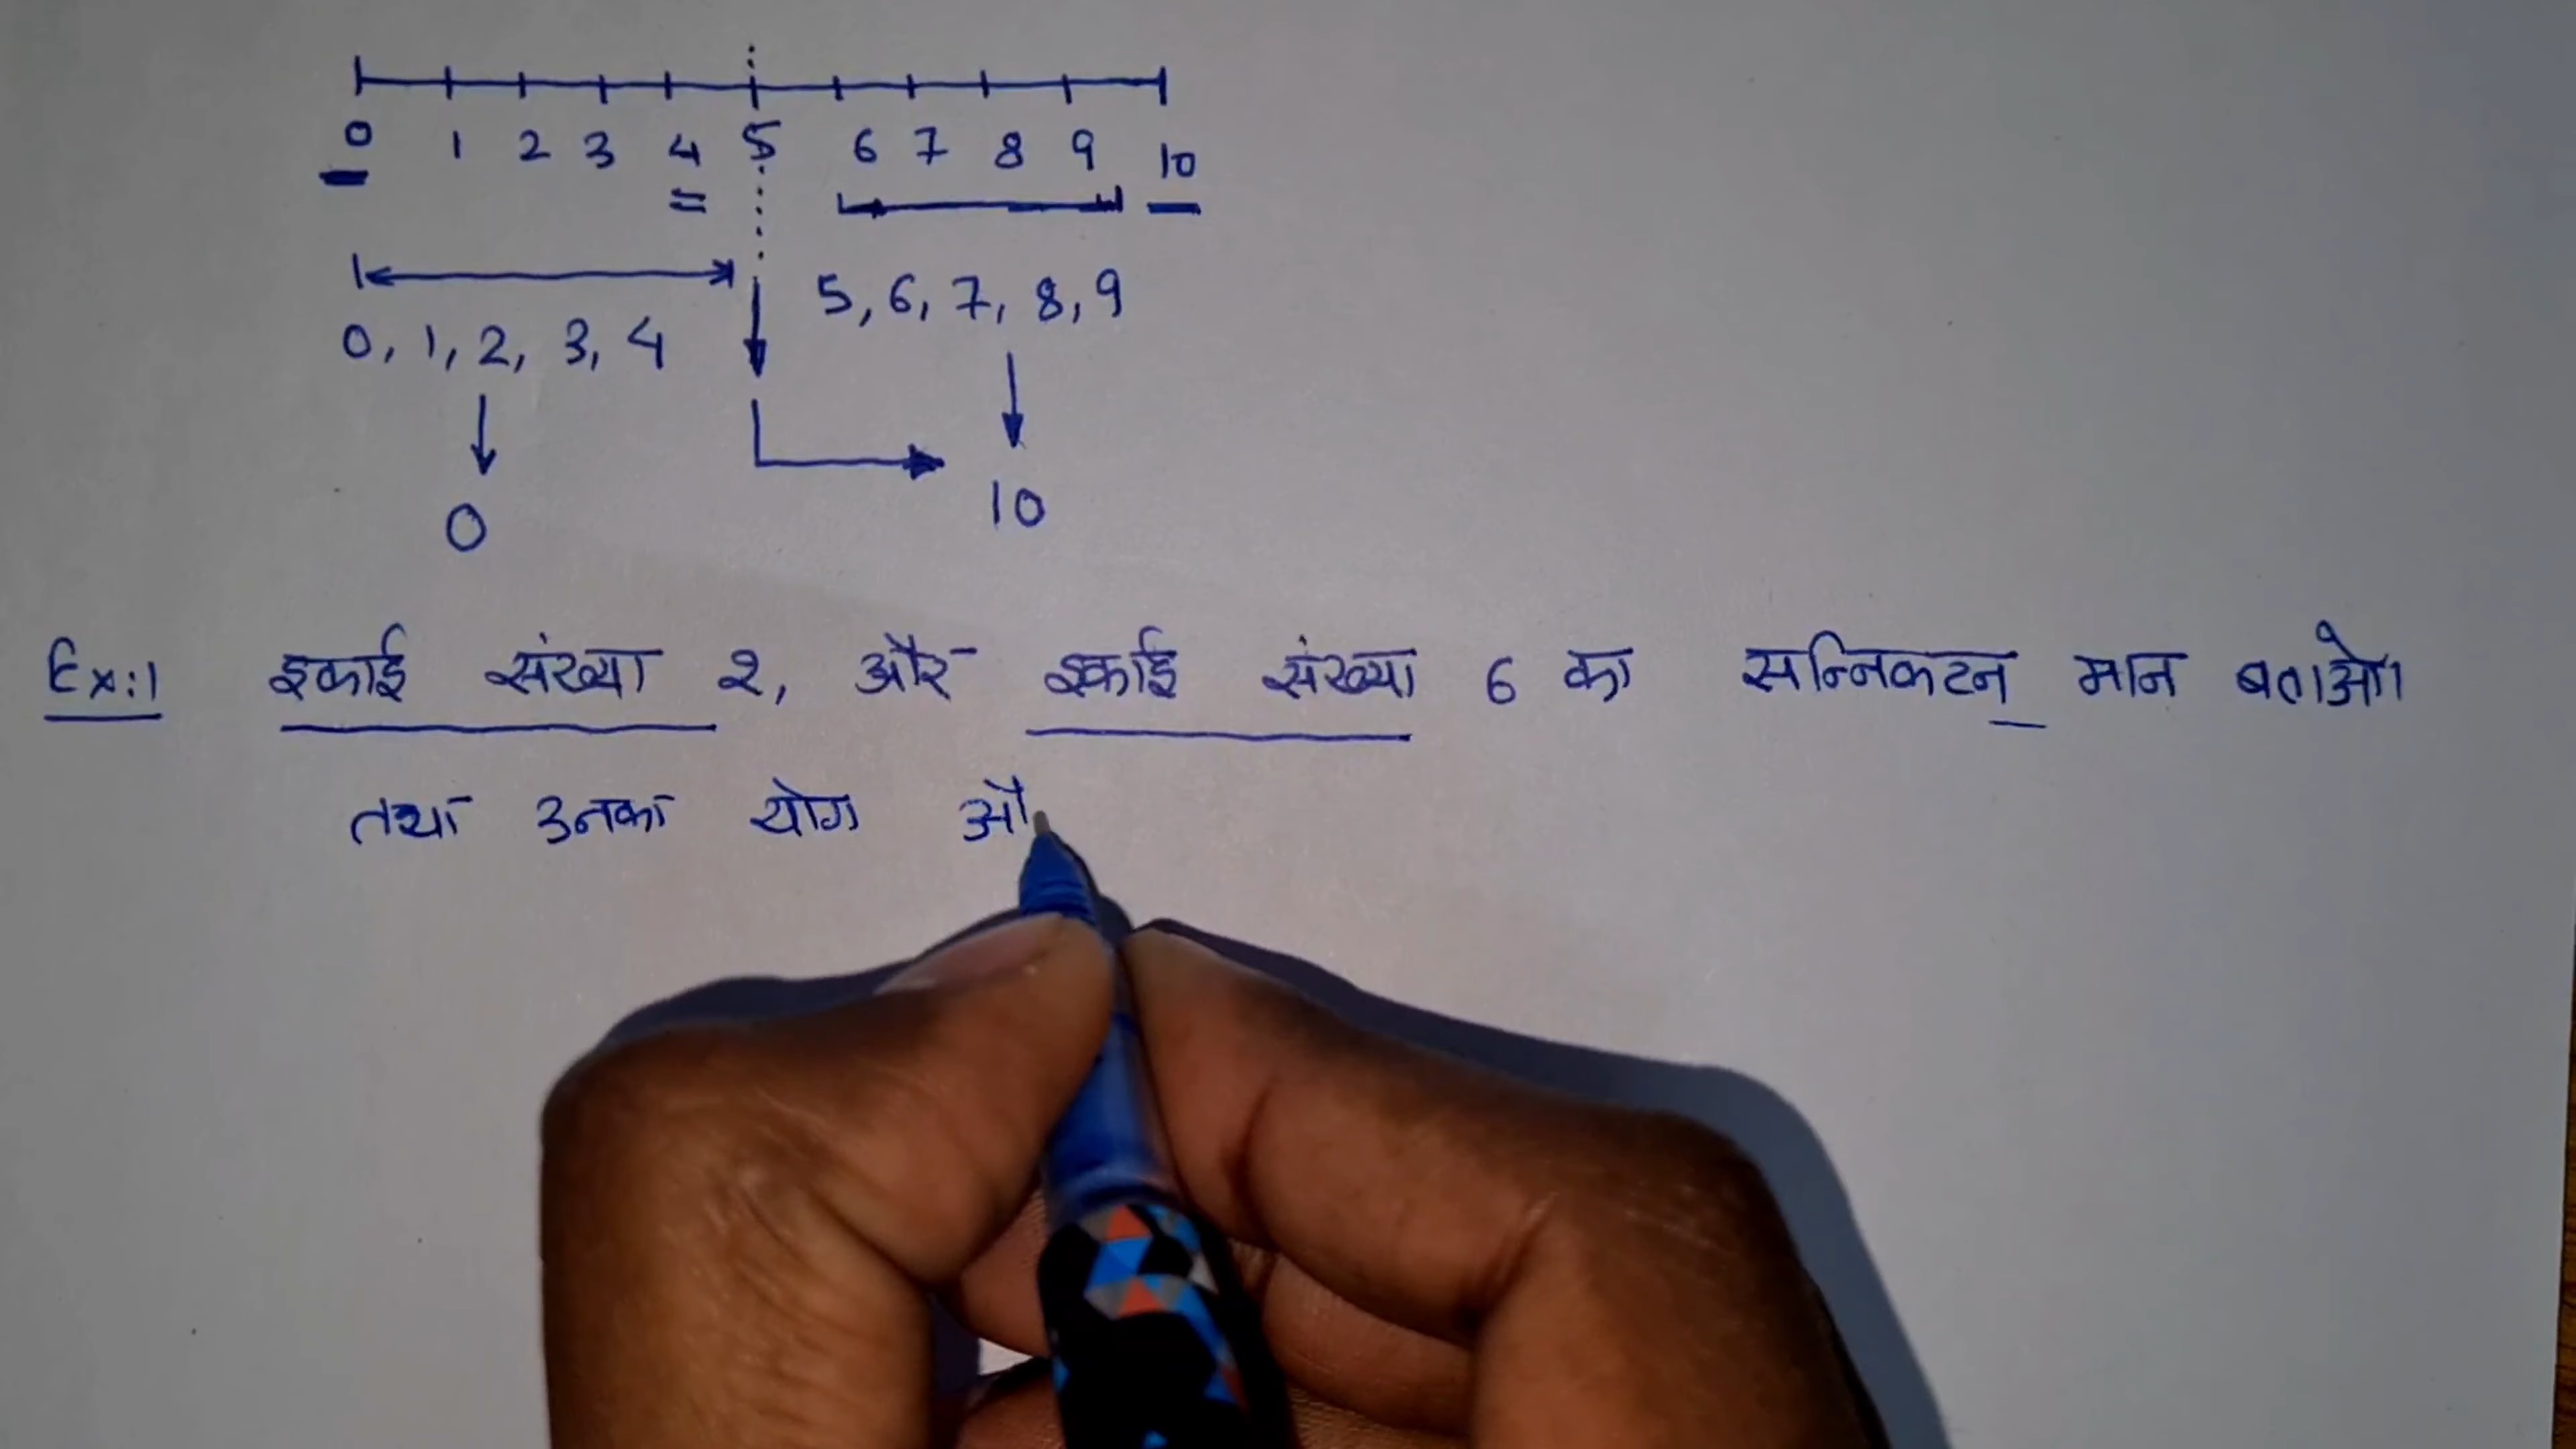 0 1 2 3 4 5 6 7 8 9 10
5, 6, 7, 8, 9
0, 1, 2, 3, 4
10
0
Ex:1 इकाई संख्या 2, और इकाई संख्या 6 का सन्निकटन मान बताओ।
तथा उनका योग औ